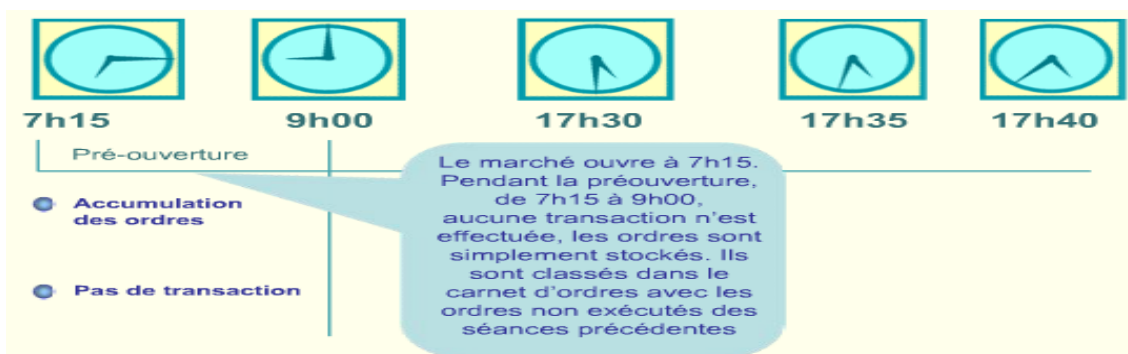 7h15 9h00 17h30 17h35 17h40
Pré-ouverture
Accumulation
des ordres
Pas de transaction
Le marché ouvre à 7h15.
Pendant la préouverture,
de 7h15 à 9h00,
aucune transaction n'est
effectuée, les ordres sont
simplement stockés. Ils
sont classés dans le
carnet d'ordres avec les
ordres non exécutés des
séances précédentes